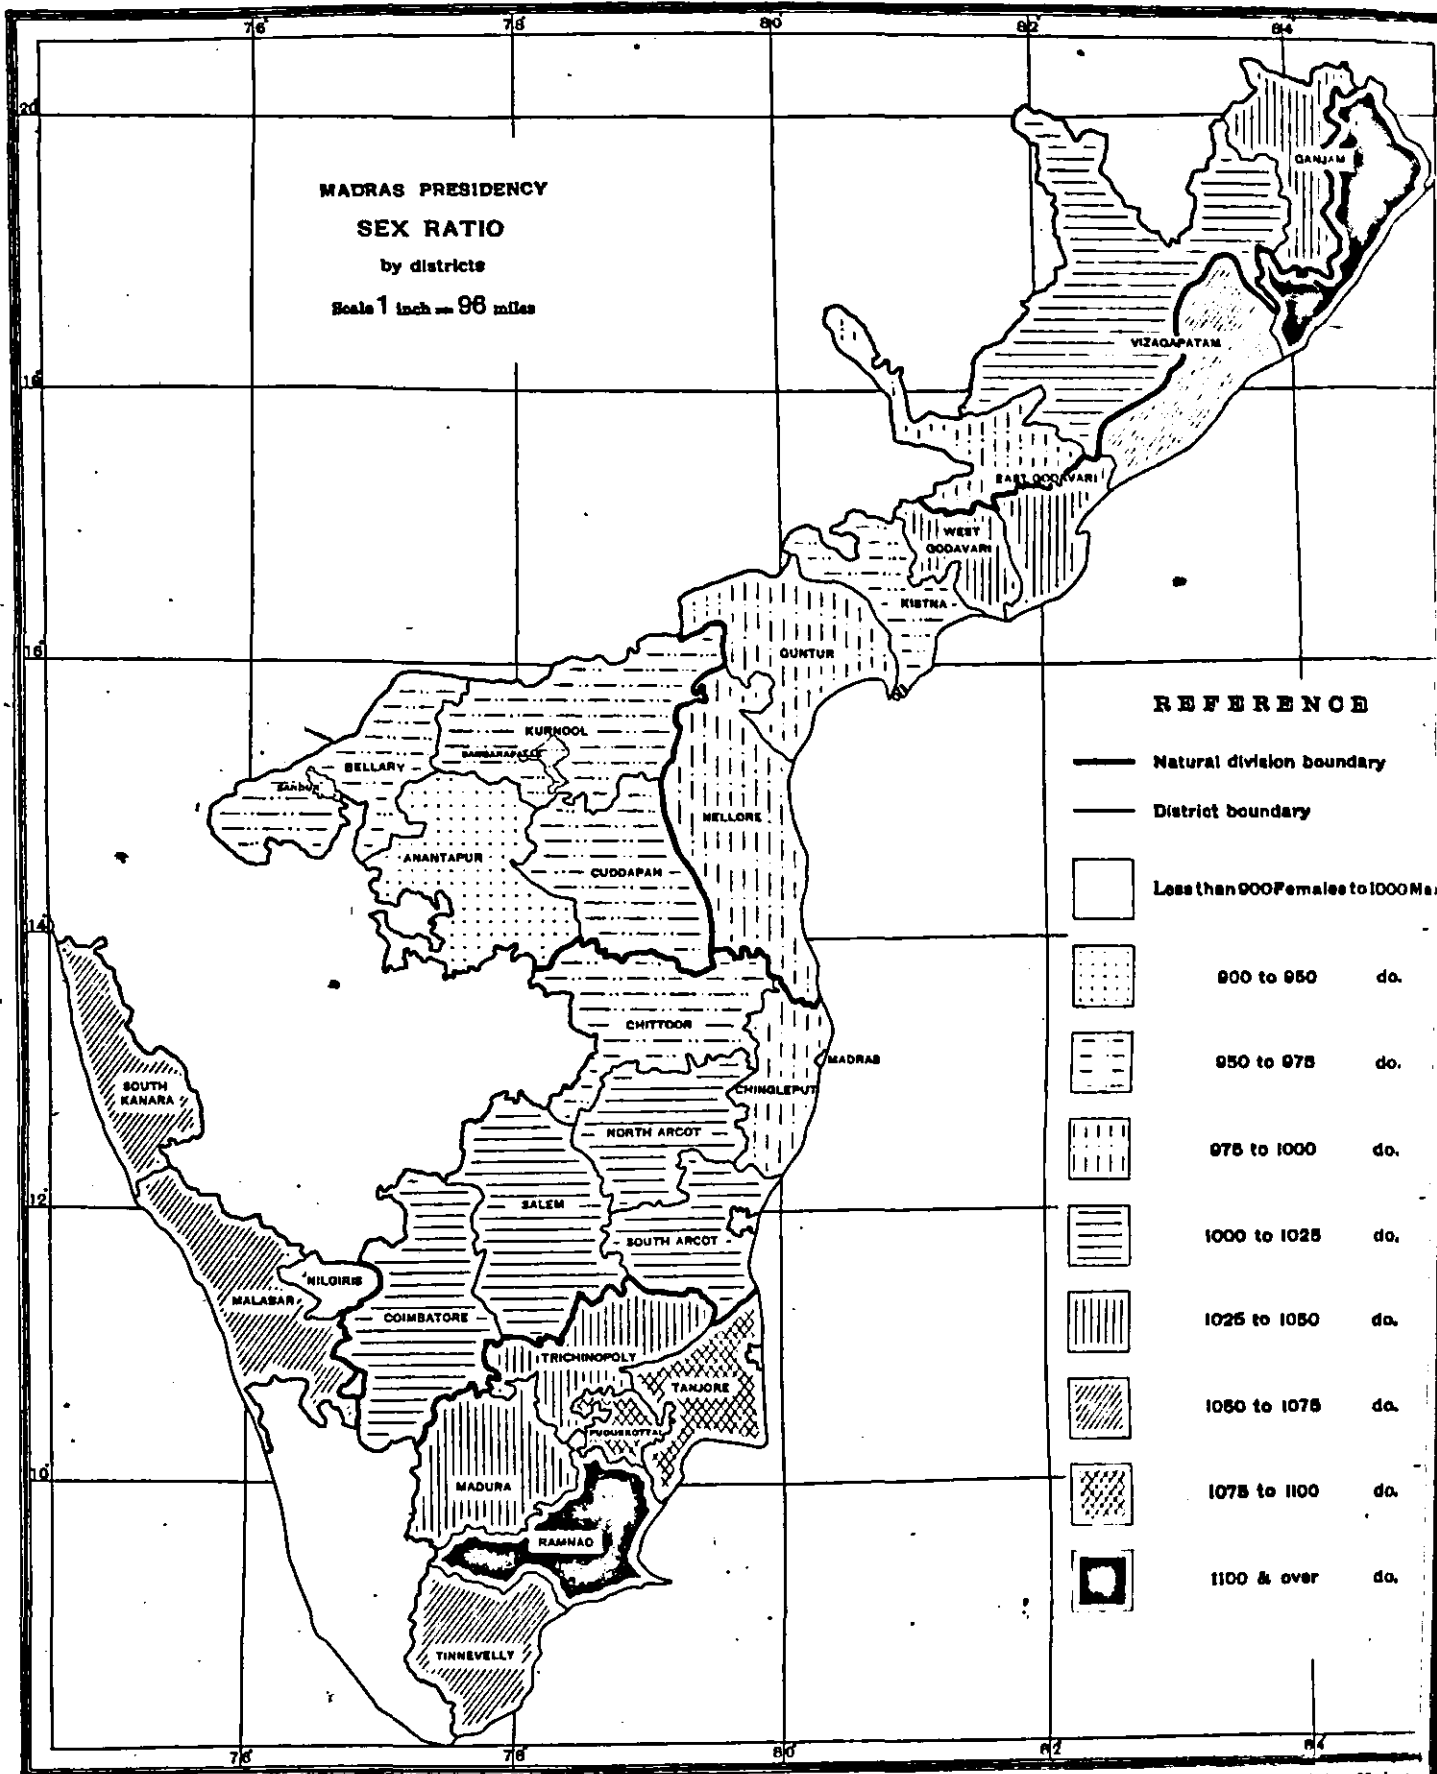 76° 78° 80° 82° 84°
20°
MADRAS PRESIDENCY
SEX RATIO
by districts
Scale 1 inch = 96 miles
GANJAM
VIZAGAPATAM
18°
EAST GODAVARI
WEST
GODAVARI
KISTNA
16°
GUNTUR
KURNOOL
BELLARY
SANDUR
NELLORE
ANANTAPUR
CUDDAPAH
14°
CHITTOOR
MADRAS
CHINGLEPUT
SOUTH
KANARA
NORTH ARCOT
12°
SALEM
SOUTH ARCOT
NILGIRIS
MALABAR
COIMBATORE
TRICHINOPOLY
TANJORE
PUDUKKOTTAI
10°
MADURA
RAMNAD
TINNEVELLY
REFERENCE
Natural division boundary
District boundary
Less than 900 Females to 1000 Ma
900 to 950 do.
950 to 975 do.
975 to 1000 do.
1000 to 1025 do.
1025 to 1050 do.
1050 to 1075 do.
1075 to 1100 do.
1100 & over do.
76° 78° 80° 82° 84°